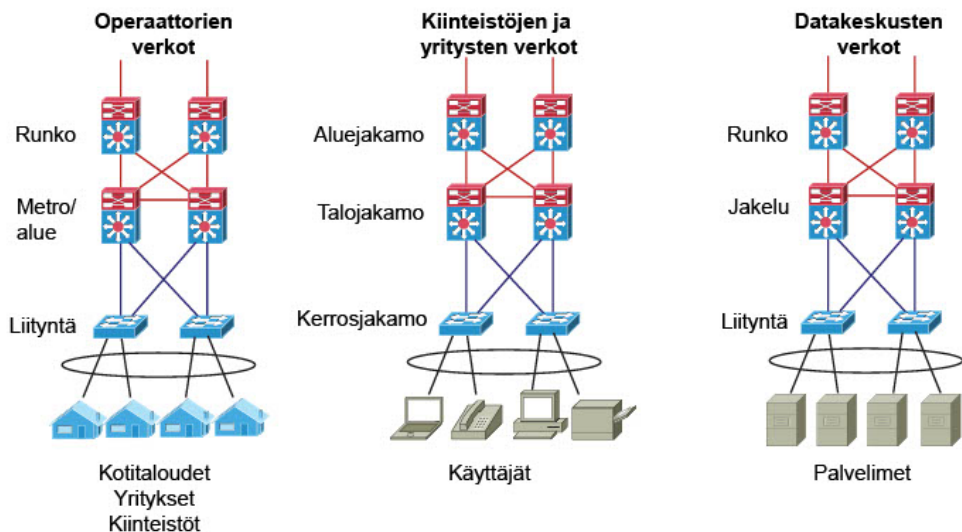 Operaattorien
verkot
Runko
Metro/
alue
Liityntä
Kotitaloudet
Yritykset
Kiinteistöt
Kiinteistöjen ja
yritysten verkot
Aluejakamo
Talojakamo
Kerrosjakamo
Käyttäjät
Datakeskusten
verkot
Runko
Jakelu
Liityntä
Palvelimet